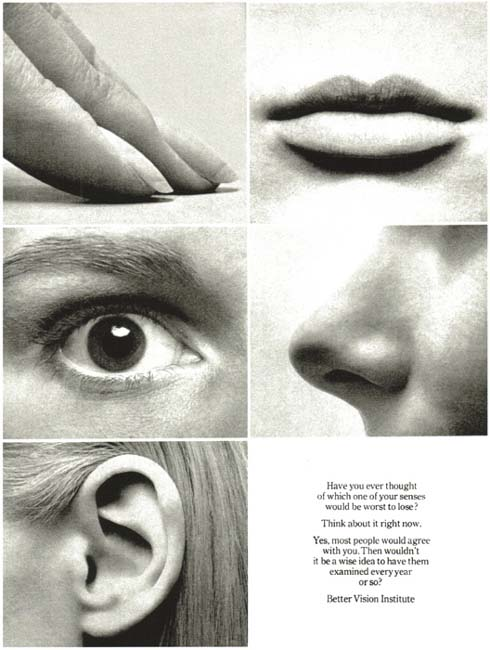 Have you ever thought
of which one of your senses
would be worst to lose?
Think about it right now.
Yes, most people would agree
with you. Then wouldn't
it be a wise idea to have them
examined every year
or so?
Better Vision Institute